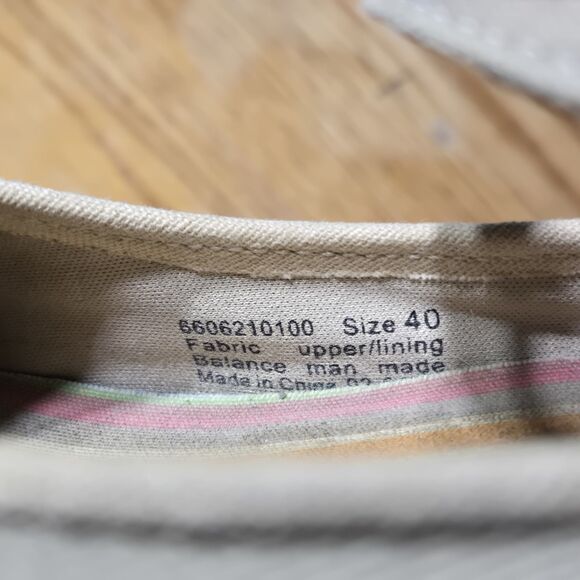 6606210100 Size 40
Fabric upper/lining
Balance man made
Made in China